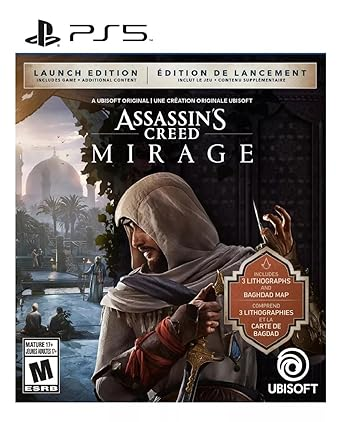 PS5
LAUNCH EDITION
INCLUDES GAME + ADDITIONAL CONTENT
ÉDITION DE LANCEMENT
INCLUT LE JEU + CONTENU SUPPLÉMENTAIRE
A UBISOFT ORIGINAL | UNE CRÉATION ORIGINALE UBISOFT
ASSASSIN'S
CREED
MIRAGE
INCLUDES
3 LITHOGRAPHS
AND
BAGHDAD MAP
COMPREND
3 LITHOGRAPHIES
ET LA
CARTE DE
BAGDAD
MATURE 17+
JEUNES ADULTES 17+
M
ESRB
UBISOFT